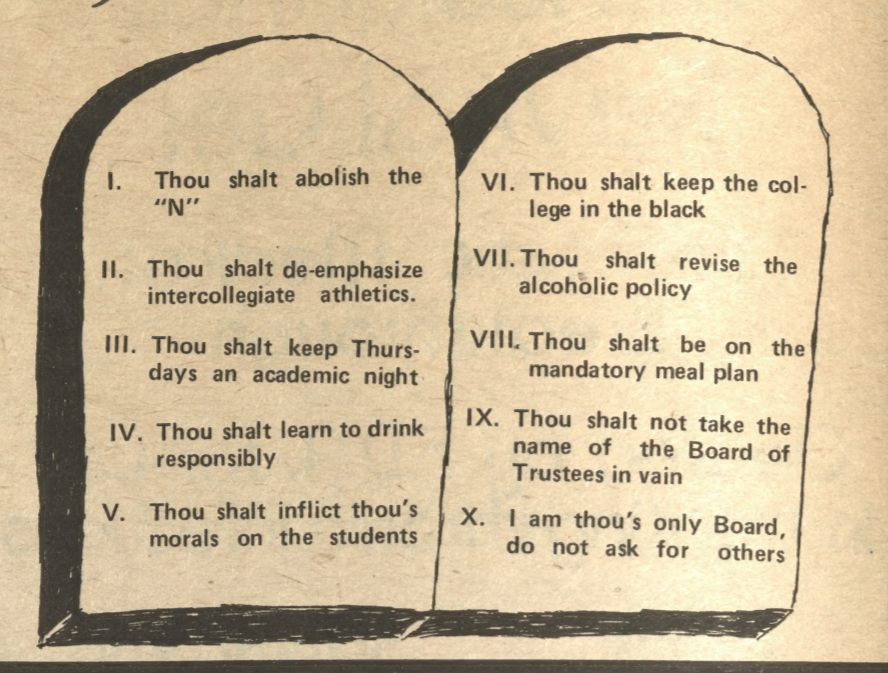 I. Thou shalt abolish the
"N"
II. Thou shalt de-emphasize
intercollegiate athletics.
III. Thou shalt keep Thurs-
days an academic night
IV. Thou shalt learn to drink
responsibly
V. Thou shalt inflict thou's
morals on the students
VI. Thou shalt keep the col-
lege in the black
VII. Thou shalt revise the
alcoholic policy
VIII. Thou shalt be on the
mandatory meal plan
IX. Thou shalt not take the
name of the Board of
Trustees in vain
X. I am thou's only Board,
do not ask for others